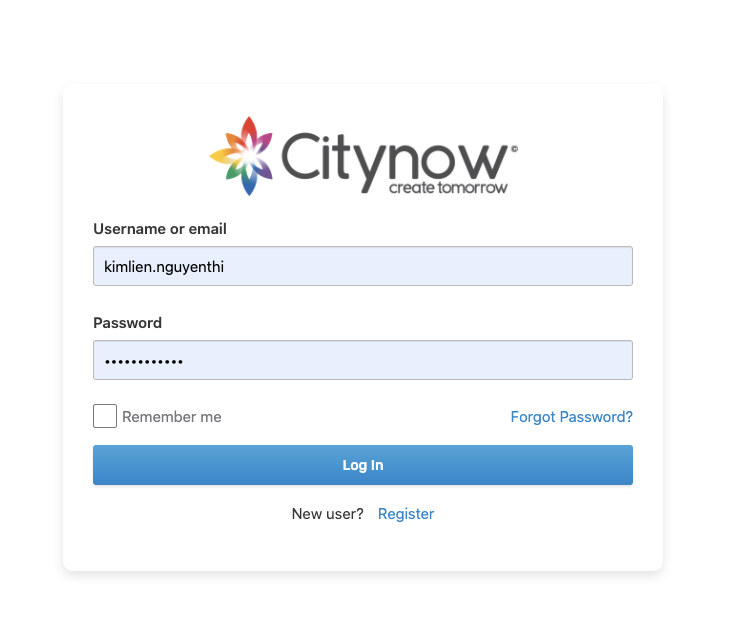 Citynow©
create tomorrow
Username or email
kimlien.nguyenthi
Password
••••••••••••
Remember me
Forgot Password?
Log In
New user? Register